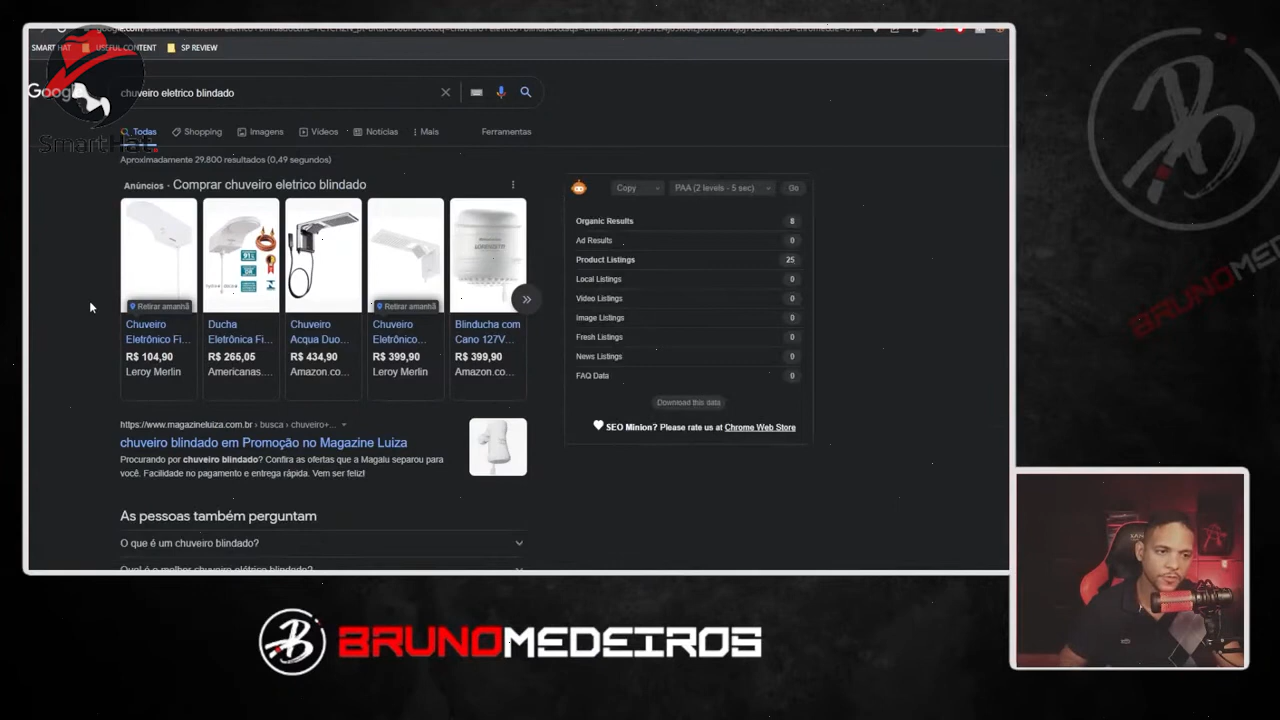 SMART HAT
USEFUL CONTENT
SP REVIEW
Google
chuveiro eletrico blindado
SmartHat.
Todas
Shopping
Imagens
Vídeos
Notícias
Mais
Ferramentas
Aproximadamente 29.800 resultados (0,49 segundos)
Anúncios · Comprar chuveiro eletrico blindado
Retirar amanhã
Retirar amanhã
Chuveiro
Eletrônico Fi...
R$ 104,90
Leroy Merlin
Ducha
Eletrônica Fi...
R$ 265,05
Americanas....
Chuveiro
Acqua Duo...
R$ 434,90
Amazon.co...
Chuveiro
Eletrônico...
R$ 399,90
Leroy Merlin
Blinducha com
Cano 127V...
R$ 399,90
Amazon.co...
https://www.magazineluiza.com.br › busca › chuveiro+...
chuveiro blindado em Promoção no Magazine Luiza
Procurando por chuveiro blindado? Confira as ofertas que a Magalu separou para
você. Facilidade no pagamento e entrega rápida. Vem ser feliz!
As pessoas também perguntam
O que é um chuveiro blindado?
Qual é o melhor chuveiro elétrico blindado?
Copy
PAA (2 levels - 5 sec)
Go
Organic Results 8
Ad Results 0
Product Listings 25
Local Listings 0
Video Listings 0
Image Listings 0
Fresh Listings 0
News Listings 0
FAQ Data 0
Download this data
SEO Minion? Please rate us at Chrome Web Store
BRUNOMEDEIROS
BRUNOME